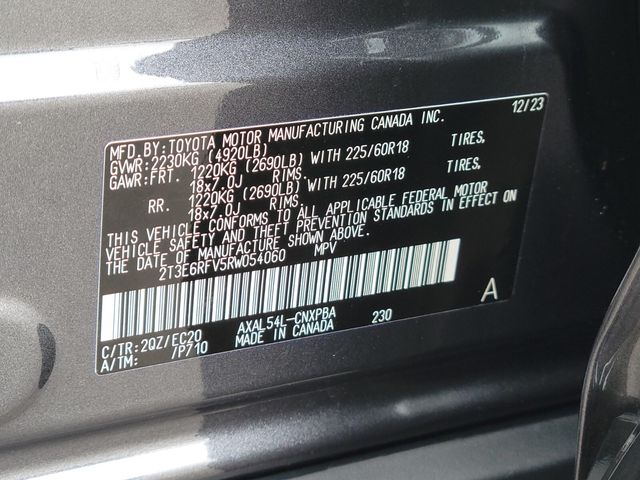 12/23
MFD.BY:TOYOTA MOTOR MANUFACTURING CANADA INC.
GVWR:2230KG (4920LB)
GAWR:FRT. 1220KG (2690LB) WITH 225/60R18 TIRES,
18x7.0J RIMS.
RR. 1220KG (2690LB) WITH 225/60R18 TIRES,
18x7.0J RIMS.
THIS VEHICLE CONFORMS TO ALL APPLICABLE FEDERAL MOTOR
VEHICLE SAFETY AND THEFT PREVENTION STANDARDS IN EFFECT ON
THE DATE OF MANUFACTURE SHOWN ABOVE.
2T3E6RFV5RW054060 MPV
A
C/TR:2QZ/EC20 AXAL54L-CNXPBA 230
A/TM: /P710 MADE IN CANADA